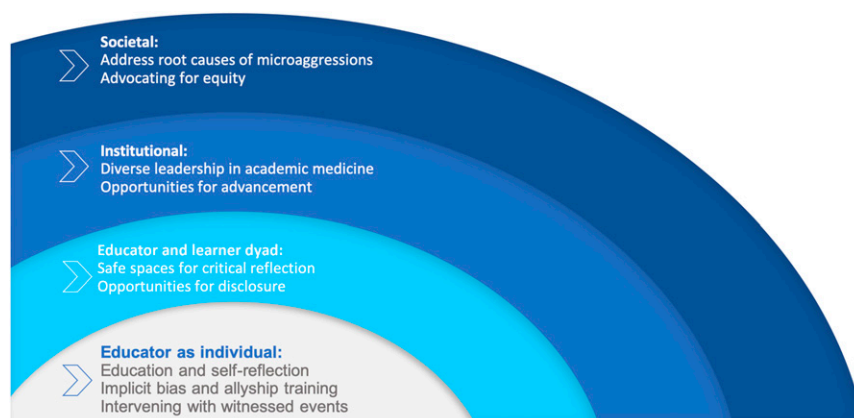 Societal:
Address root causes of microaggressions
Advocating for equity
Institutional:
Diverse leadership in academic medicine
Opportunities for advancement
Educator and learner dyad:
Safe spaces for critical reflection
Opportunities for disclosure
Educator as individual:
Education and self-reflection
Implicit bias and allyship training
Intervening with witnessed events